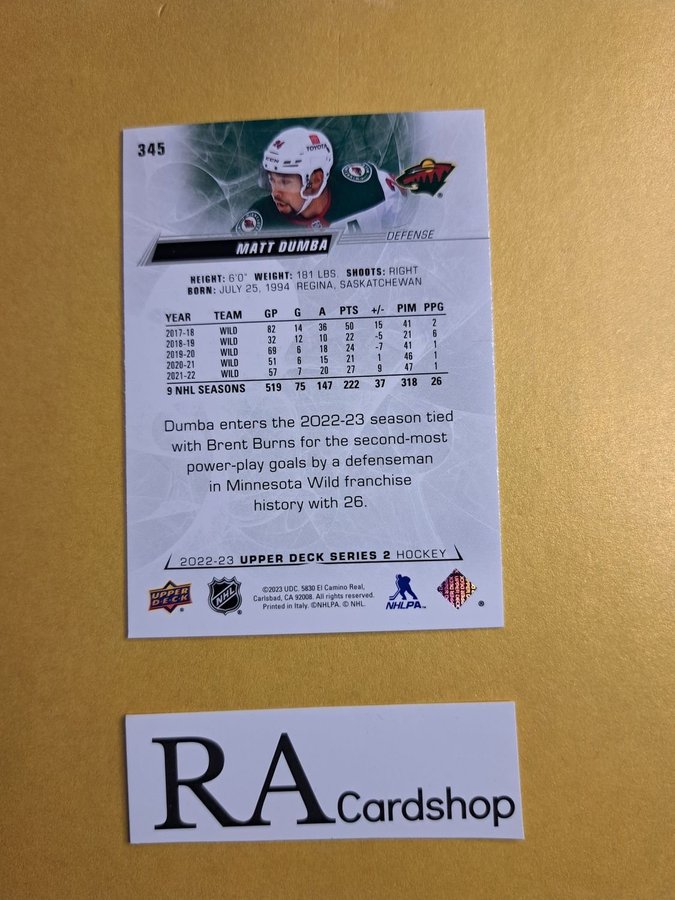 345
TOYOTA
MATT DUMBA
DEFENSE
HEIGHT: 6'0" WEIGHT: 181 LBS. SHOOTS: RIGHT
BORN: JULY 25, 1994 REGINA, SASKATCHEWAN
YEAR TEAM GP G A PTS +/- PIM PPG
2017-18 WILD 82 14 36 50 15 41 2
2018-19 WILD 32 12 10 22 -5 21 6
2019-20 WILD 69 6 18 24 -7 41 1
2020-21 WILD 51 6 15 21 1 46 1
2021-22 WILD 57 7 20 27 9 47 1
9 NHL SEASONS 519 75 147 222 37 318 26
Dumba enters the 2022-23 season tied
with Brent Burns for the second-most
power-play goals by a defenseman
in Minnesota Wild franchise
history with 26.
2022-23 UPPER DECK SERIES 2 HOCKEY
UPPER DECK
NHL
©2023 UDC. 5830 El Camino Real,
Carlsbad, CA 92008. All rights reserved.
Printed in Italy. ©NHLPA. © NHL.
NHLPA™
®
RA Cardshop